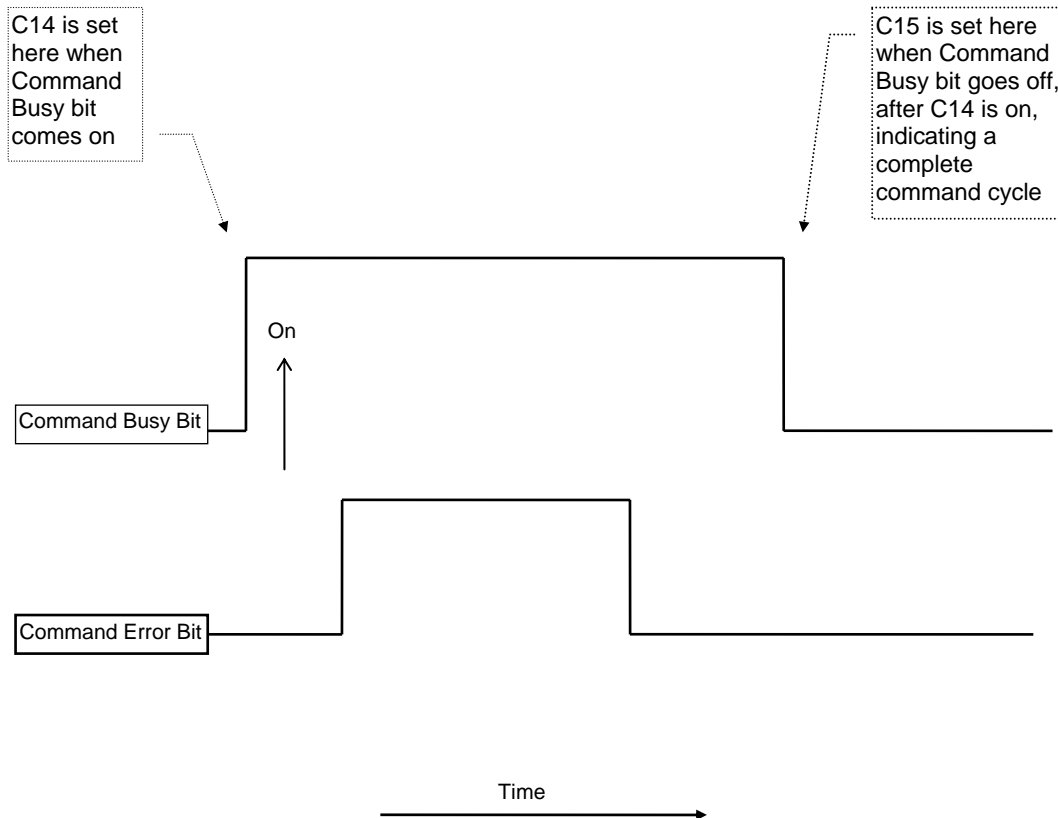 C14 is set
here when
Command
Busy bit
comes on
C15 is set here
when Command
Busy bit goes off,
after C14 is on,
indicating a
complete
command cycle
On
Command Busy Bit
Command Error Bit
Time